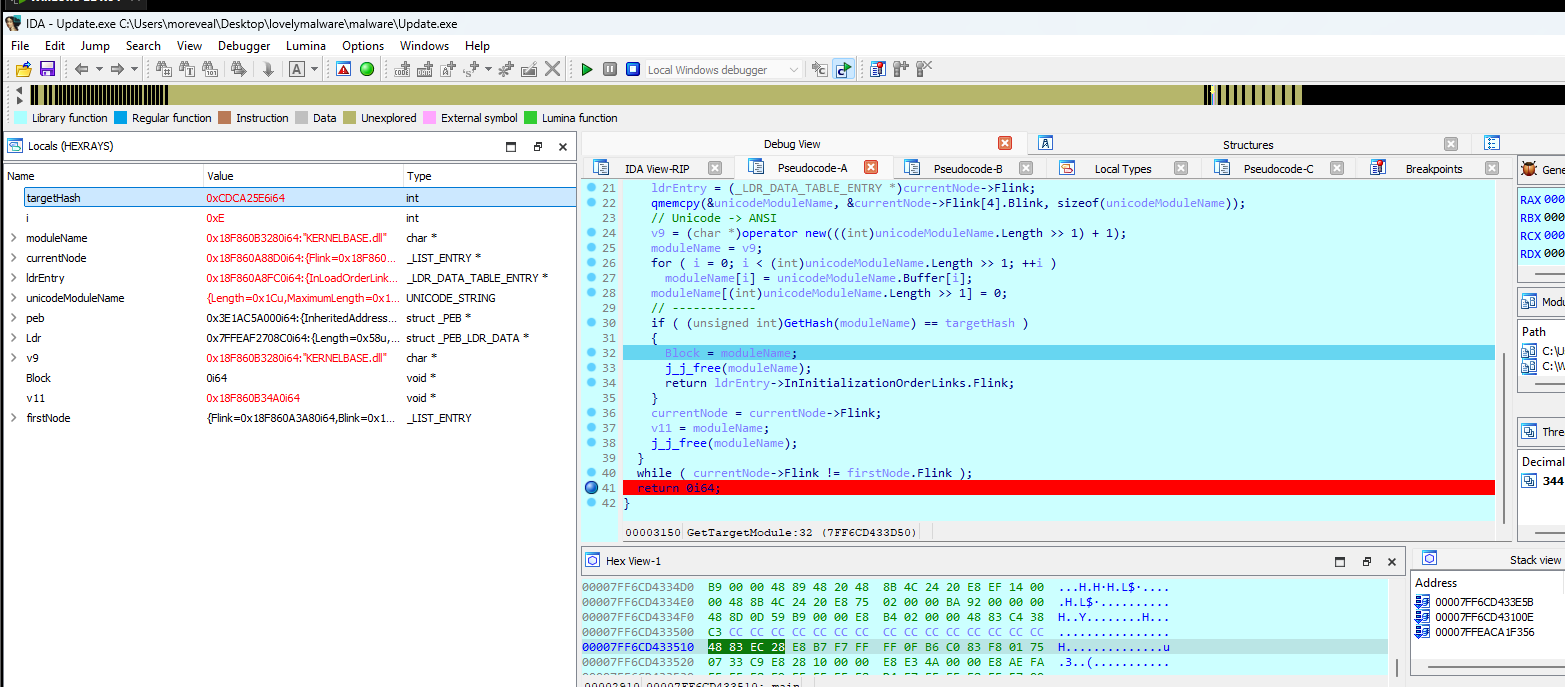 IDA - Update.exe C:\Users\moreveal\Desktop\lovelymalware\malware\Update.exe
File Edit Jump Search View Debugger Lumina Options Windows Help
Local Windows debugger
Library function Regular function Instruction Data Unexplored External symbol Lumina function
Locals (HEXRAYS)
Name Value Type
targetHash 0xCDCA25E6i64 int
i 0xE int
moduleName 0x18F860B3280i64:"KERNELBASE.dll" char *
currentNode 0x18F860A88D0i64:{Flink=0x18F860... _LIST_ENTRY *
ldrEntry 0x18F860A8FC0i64:{InLoadOrderLink... _LDR_DATA_TABLE_ENTRY *
unicodeModuleName {Length=0x1Cu,MaximumLength=0x1... UNICODE_STRING
peb 0x3E1AC5A000i64:{InheritedAddress... struct _PEB *
Ldr 0x7FFEAF2708C0i64:{Length=0x58u,... struct _PEB_LDR_DATA *
v9 0x18F860B3280i64:"KERNELBASE.dll" char *
Block 0i64 void *
v11 0x18F860B34A0i64 void *
firstNode {Flink=0x18F860A3A80i64,Blink=0x1... _LIST_ENTRY
Debug View Structures
IDA View-RIP Pseudocode-A Pseudocode-B Local Types Pseudocode-C Breakpoints
21 ldrEntry = (_LDR_DATA_TABLE_ENTRY *)currentNode->Flink;
22 qmemcpy(&unicodeModuleName, &currentNode->Flink[4].Blink, sizeof(unicodeModuleName));
23 // Unicode -> ANSI
24 v9 = (char *)operator new(((int)unicodeModuleName.Length >> 1) + 1);
25 moduleName = v9;
26 for ( i = 0; i < (int)unicodeModuleName.Length >> 1; ++i )
27 moduleName[i] = unicodeModuleName.Buffer[i];
28 moduleName[(int)unicodeModuleName.Length >> 1] = 0;
29 // ------------
30 if ( (unsigned int)GetHash(moduleName) == targetHash )
31 {
32 Block = moduleName;
33 j_j_free(moduleName);
34 return ldrEntry->InInitializationOrderLinks.Flink;
35 }
36 currentNode = currentNode->Flink;
37 v11 = moduleName;
38 j_j_free(moduleName);
39 }
40 while ( currentNode->Flink != firstNode.Flink );
41 return 0i64;
42 }
00003150 GetTargetModule:32 (7FF6CD433D50)
Gene
RAX 000
RBX 000
RCX 000
RDX 000
Modu
Path
C:\U
C:\W
Thre
Decimal
344
Hex View-1
00007FF6CD4334D0 B9 00 00 48 89 48 20 48 8B 4C 24 20 E8 EF 14 00 ...H.H·H.L$·....
00007FF6CD4334E0 00 48 8B 4C 24 20 E8 75 02 00 00 BA 92 00 00 00 .H.L$·..........
00007FF6CD4334F0 48 8D 0D 59 B9 00 00 E8 B4 02 00 00 48 83 C4 38 H..Y........H...
00007FF6CD433500 C3 CC CC CC CC CC CC CC CC CC CC CC CC CC CC CC ................
00007FF6CD433510 48 83 EC 28 E8 B7 F7 FF FF 0F B6 C0 83 F8 01 75 H..............u
00007FF6CD433520 07 33 C9 E8 28 10 00 00 E8 E3 4A 00 00 E8 AE FA .3..(...........
Stack view
Address
00007FF6CD433E5B
00007FF6CD43100E
00007FFEACA1F356